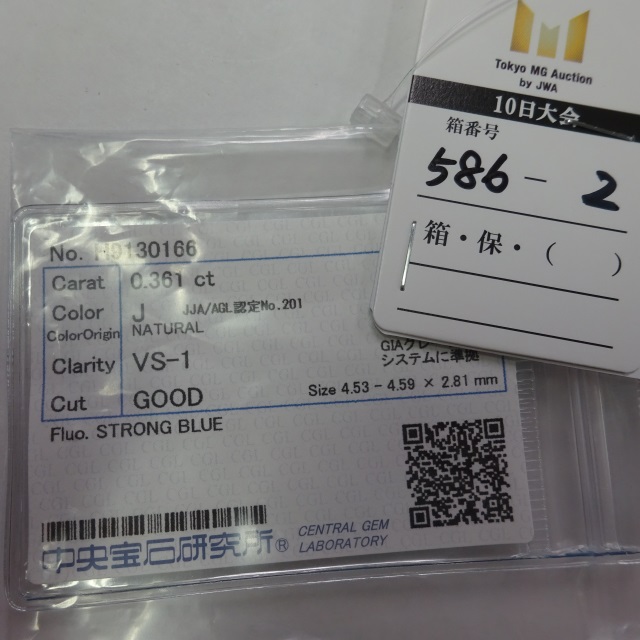 Tokyo MG Auction
by JWA
10日大会
箱番号
586-2
箱・保・(　　)
No. H9130166
Carat 0.361 ct
Color J JJA/AGL認定No.201
ColorOrigin NATURAL
GIAグレー
Clarity VS-1 システムに準拠
Cut GOOD Size 4.53 - 4.59 × 2.81 mm
Fluo. STRONG BLUE
中央宝石研究所® CENTRAL GEM
LABORATORY